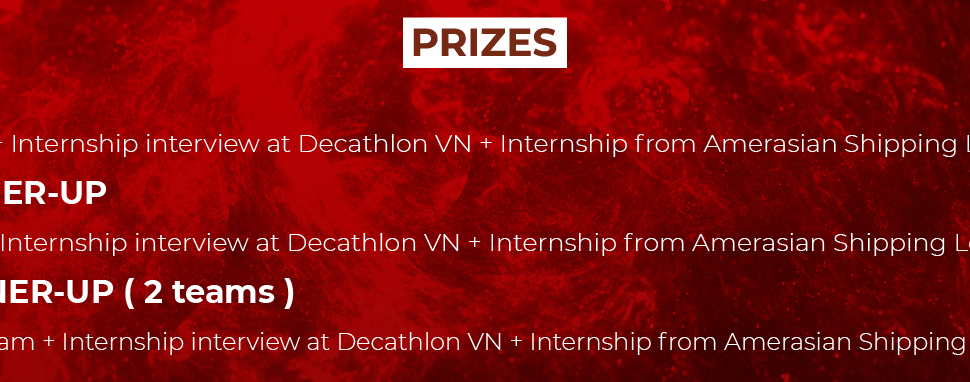 PRIZES
+ Internship interview at Decathlon VN + Internship from Amerasian Shipping
ER-UP
Internship interview at Decathlon VN + Internship from Amerasian Shipping
NER-UP ( 2 teams )
am + Internship interview at Decathlon VN + Internship from Amerasian Shipping